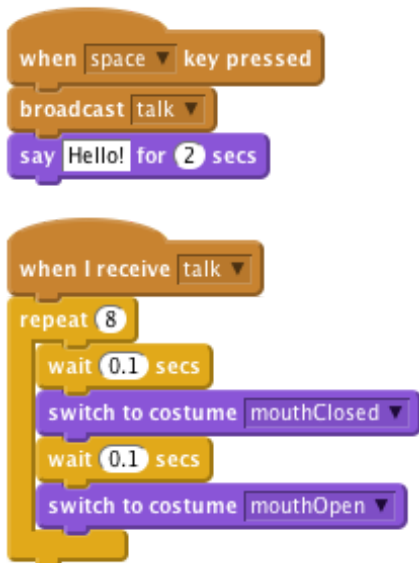 when space key pressed
broadcast talk
say Hello! for 2 secs
when I receive talk
repeat 8
wait 0.1 secs
switch to costume mouthClosed
wait 0.1 secs
switch to costume mouthOpen